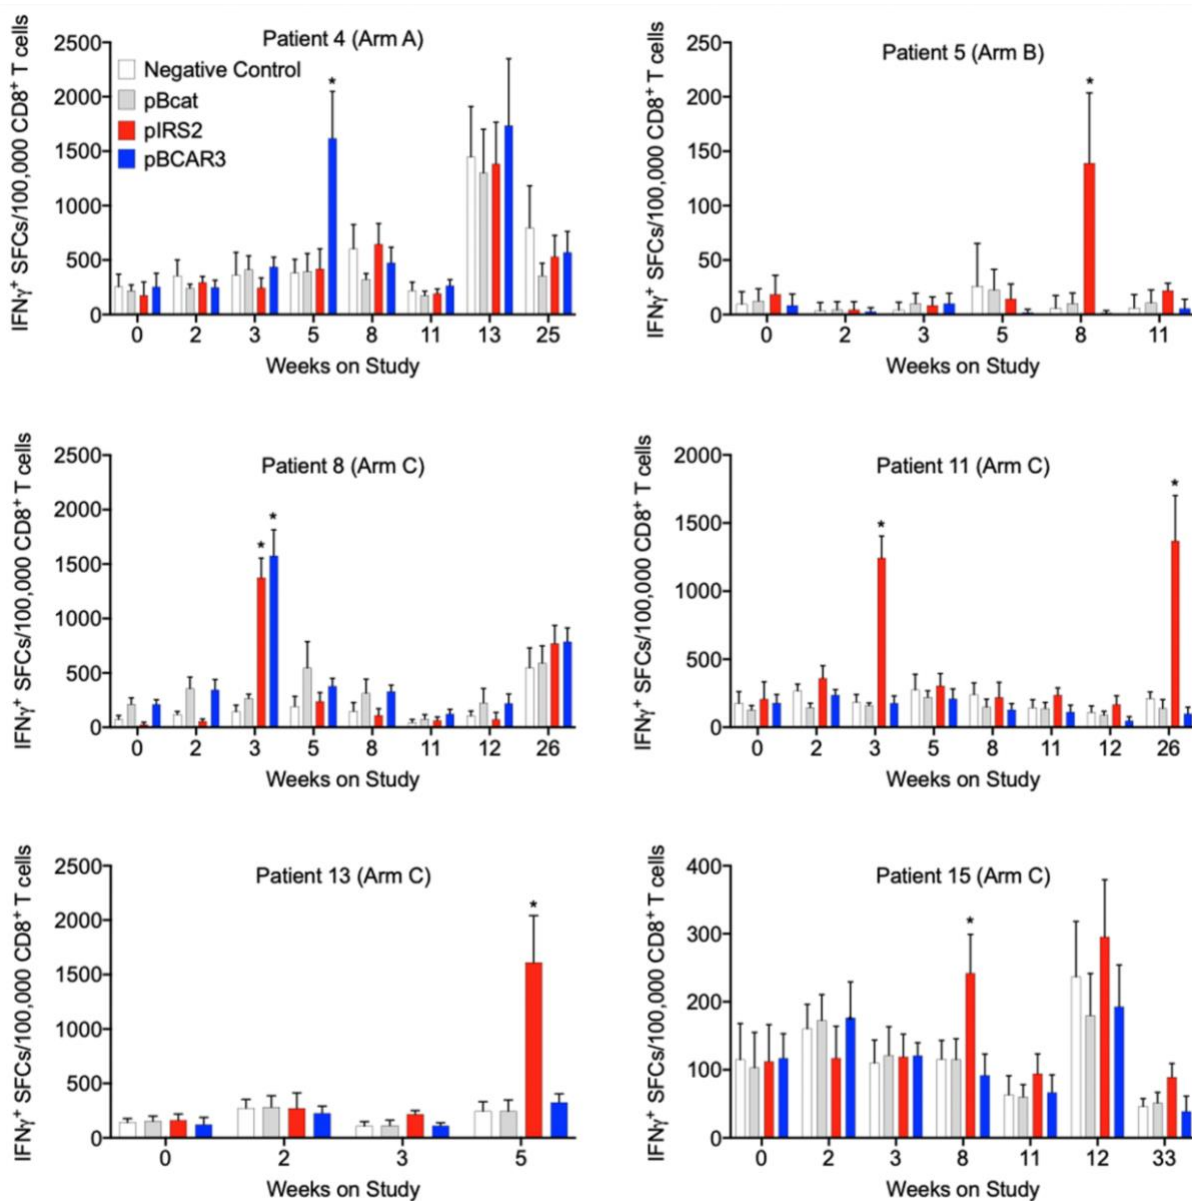 Patient 4 (Arm A)
IFNγ⁺ SFCs/100,000 CD8⁺ T cells
2500
2000
1500
1000
500
0
Negative Control
pBcat
pIRS2
pBCAR3
*
0 2 3 5 8 11 13 25
Weeks on Study
Patient 5 (Arm B)
IFNγ⁺ SFCs/100,000 CD8⁺ T cells
250
200
150
100
50
0
*
0 2 3 5 8 11
Weeks on Study
Patient 8 (Arm C)
IFNγ⁺ SFCs/100,000 CD8⁺ T cells
2500
2000
1500
1000
500
0
* *
0 2 3 5 8 11 12 26
Weeks on Study
Patient 11 (Arm C)
IFNγ⁺ SFCs/100,000 CD8⁺ T cells
2000
1500
1000
500
0
* *
0 2 3 5 8 11 12 26
Weeks on Study
Patient 13 (Arm C)
IFNγ⁺ SFCs/100,000 CD8⁺ T cells
2500
2000
1500
1000
500
0
*
0 2 3 5
Weeks on Study
Patient 15 (Arm C)
IFNγ⁺ SFCs/100,000 CD8⁺ T cells
400
300
200
100
0
*
0 2 3 8 11 12 33
Weeks on Study